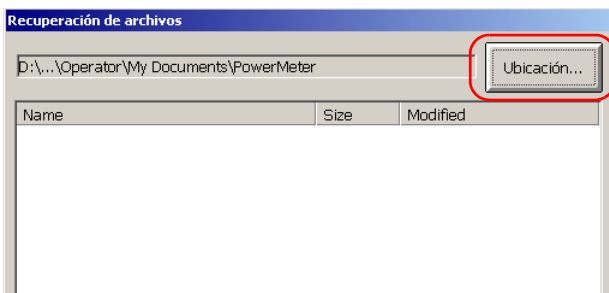 Recuperación de archivos
D:\...\Operator\My Documents\PowerMeter
Ubicación...
Name Size Modified